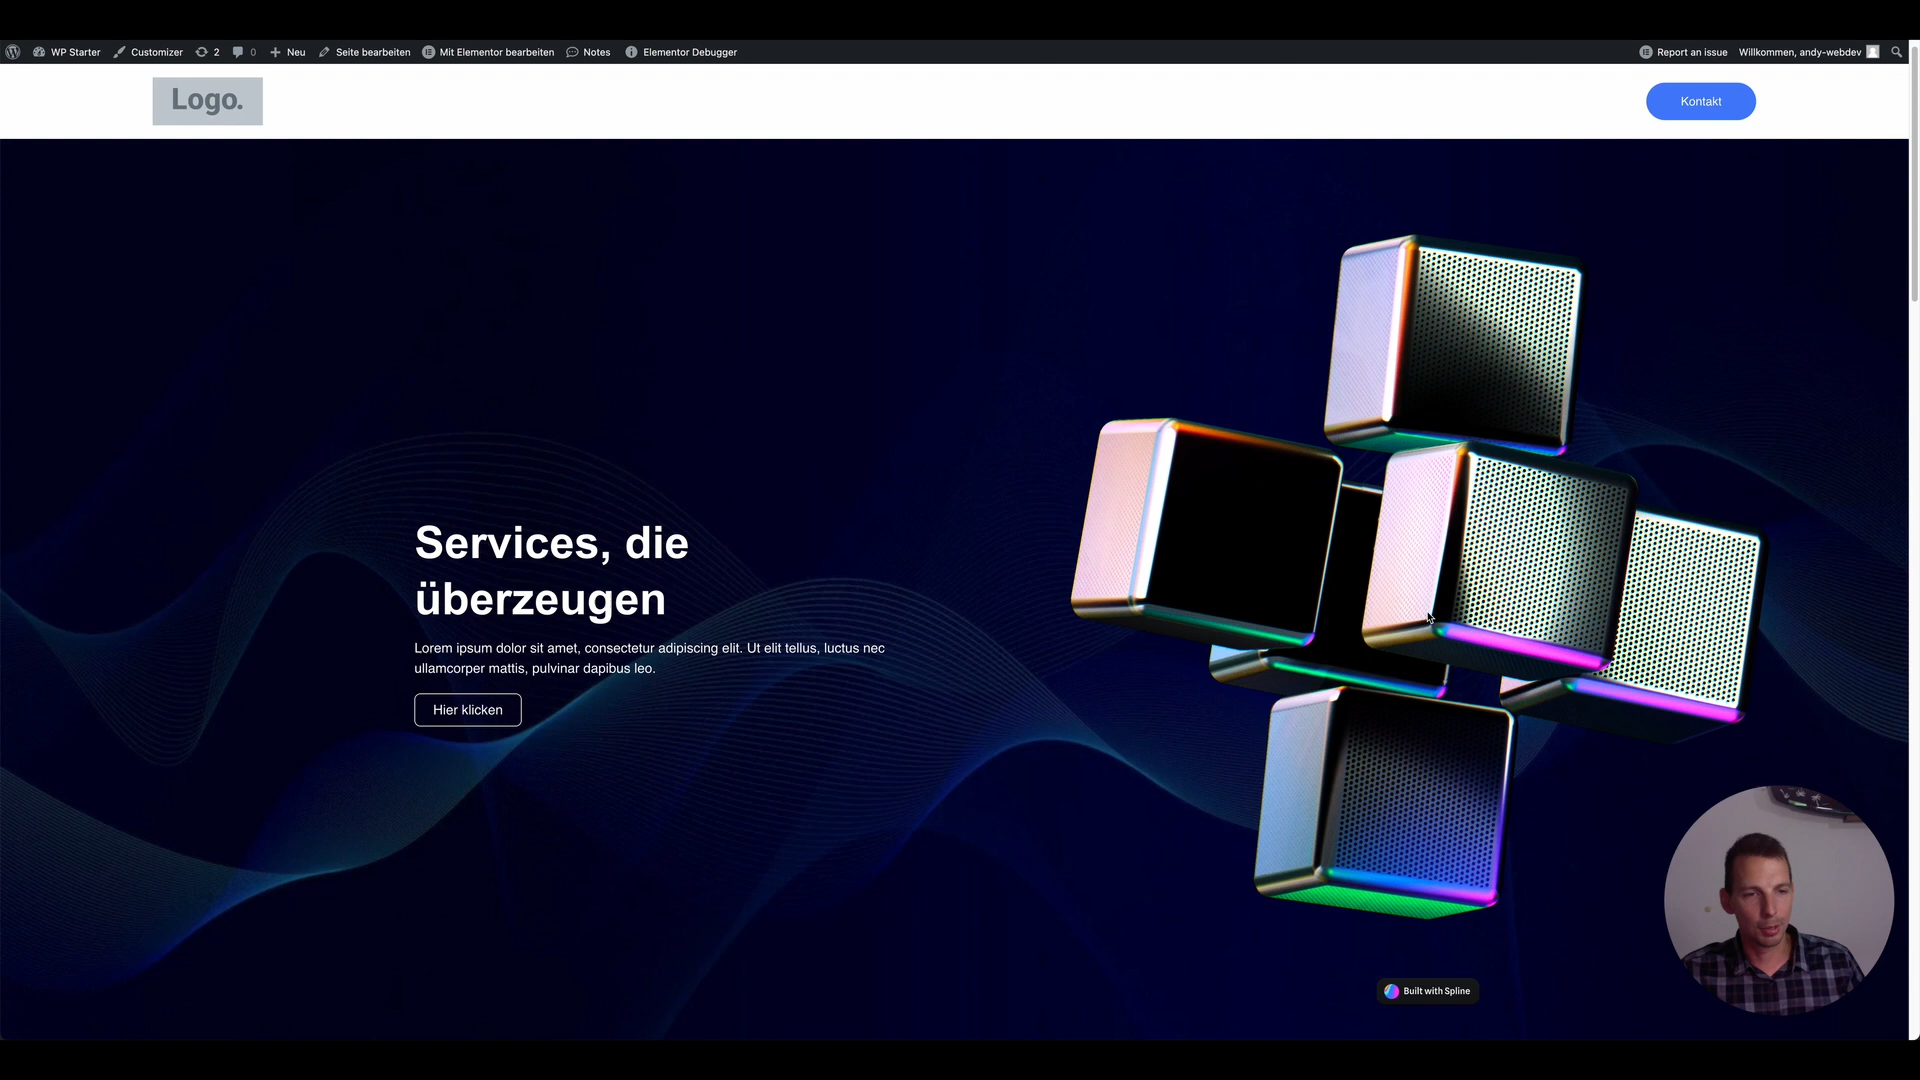 WP Starter Customizer 2 0 Neu Seite bearbeiten Mit Elementor bearbeiten Notes Elementor Debugger Report an issue Willkommen, andy-webdev
Logo. Kontakt
Services, die
überzeugen
Lorem ipsum dolor sit amet, consectetur adipiscing elit. Ut elit tellus, luctus nec
ullamcorper mattis, pulvinar dapibus leo.
Hier klicken
Built with Spline